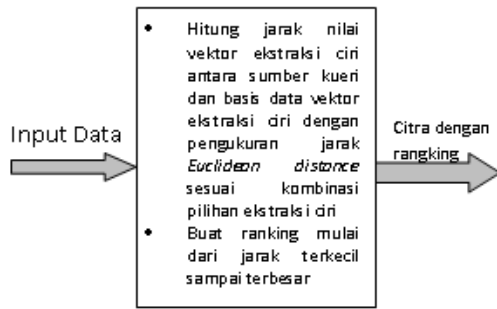 Input Data
• Hitung jarak nilai
vektor ekstraksi ciri
antara sumber kueri
dan basis data vektor
ekstraksi ciri dengan
pengukuran jarak
Euclideon distance
sesuai kombinasi
pilihan ekstraksi ciri
• Buat ranking mulai
dari jarak terkecil
sampai terbesar
Citra dengan
rangking